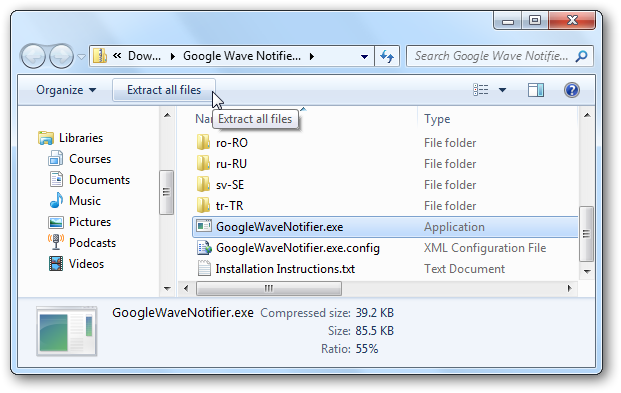 « Dow... ▸ Google Wave Notifie... ▸
Search Google Wave Notifie...
Organize Extract all files
Na Type
Extract all files
Libraries
Courses
Documents
Music
Pictures
Podcasts
Videos
ro-RO File folder
ru-RU File folder
sv-SE File folder
tr-TR File folder
GoogleWaveNotifier.exe Application
GoogleWaveNotifier.exe.config XML Configuration File
Installation Instructions.txt Text Document
GoogleWaveNotifier.exe Compressed size: 39.2 KB
Size: 85.5 KB
Ratio: 55%